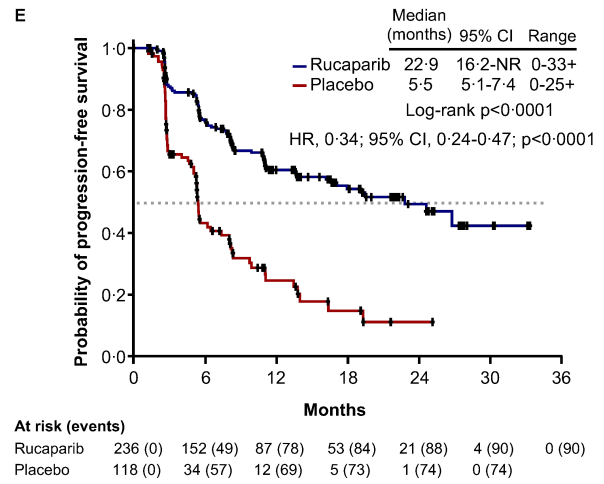 E
Median
(months) 95% CI Range
Rucaparib 22·9 16·2-NR 0-33+
Placebo 5·5 5·1-7·4 0-25+
Log-rank p<0·0001
HR, 0·34; 95% CI, 0·24-0·47; p<0·0001
Probability of progression-free survival
1·0
0·8
0·6
0·4
0·2
0·0
0 6 12 18 24 30 36
Months
At risk (events)
Rucaparib 236 (0) 152 (49) 87 (78) 53 (84) 21 (88) 4 (90) 0 (90)
Placebo 118 (0) 34 (57) 12 (69) 5 (73) 1 (74) 0 (74)